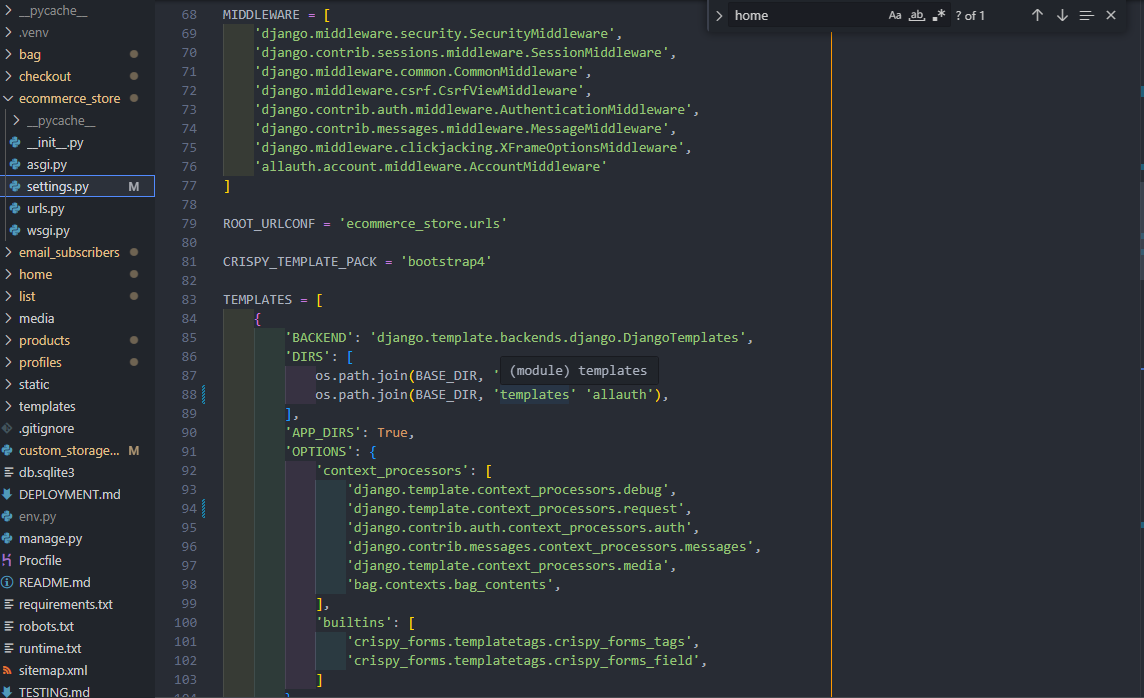 __pycache__
.venv
bag
checkout
ecommerce_store
__pycache__
__init__.py
asgi.py
settings.py M
urls.py
wsgi.py
email_subscribers
home
list
media
products
profiles
static
templates
.gitignore
custom_storage... M
db.sqlite3
DEPLOYMENT.md
env.py
manage.py
Procfile
README.md
requirements.txt
robots.txt
runtime.txt
sitemap.xml
TESTING.md
home Aa ab .* ? of 1
68 MIDDLEWARE = [
69 'django.middleware.security.SecurityMiddleware',
70 'django.contrib.sessions.middleware.SessionMiddleware',
71 'django.middleware.common.CommonMiddleware',
72 'django.middleware.csrf.CsrfViewMiddleware',
73 'django.contrib.auth.middleware.AuthenticationMiddleware',
74 'django.contrib.messages.middleware.MessageMiddleware',
75 'django.middleware.clickjacking.XFrameOptionsMiddleware',
76 'allauth.account.middleware.AccountMiddleware'
77 ]
78
79 ROOT_URLCONF = 'ecommerce_store.urls'
80
81 CRISPY_TEMPLATE_PACK = 'bootstrap4'
82
83 TEMPLATES = [
84 {
85 'BACKEND': 'django.template.backends.django.DjangoTemplates',
86 'DIRS': [
87 os.path.join(BASE_DIR, '
(module) templates
88 os.path.join(BASE_DIR, 'templates' 'allauth'),
89 ],
90 'APP_DIRS': True,
91 'OPTIONS': {
92 'context_processors': [
93 'django.template.context_processors.debug',
94 'django.template.context_processors.request',
95 'django.contrib.auth.context_processors.auth',
96 'django.contrib.messages.context_processors.messages',
97 'django.template.context_processors.media',
98 'bag.contexts.bag_contents',
99 ],
100 'builtins': [
101 'crispy_forms.templatetags.crispy_forms_tags',
102 'crispy_forms.templatetags.crispy_forms_field',
103 ]